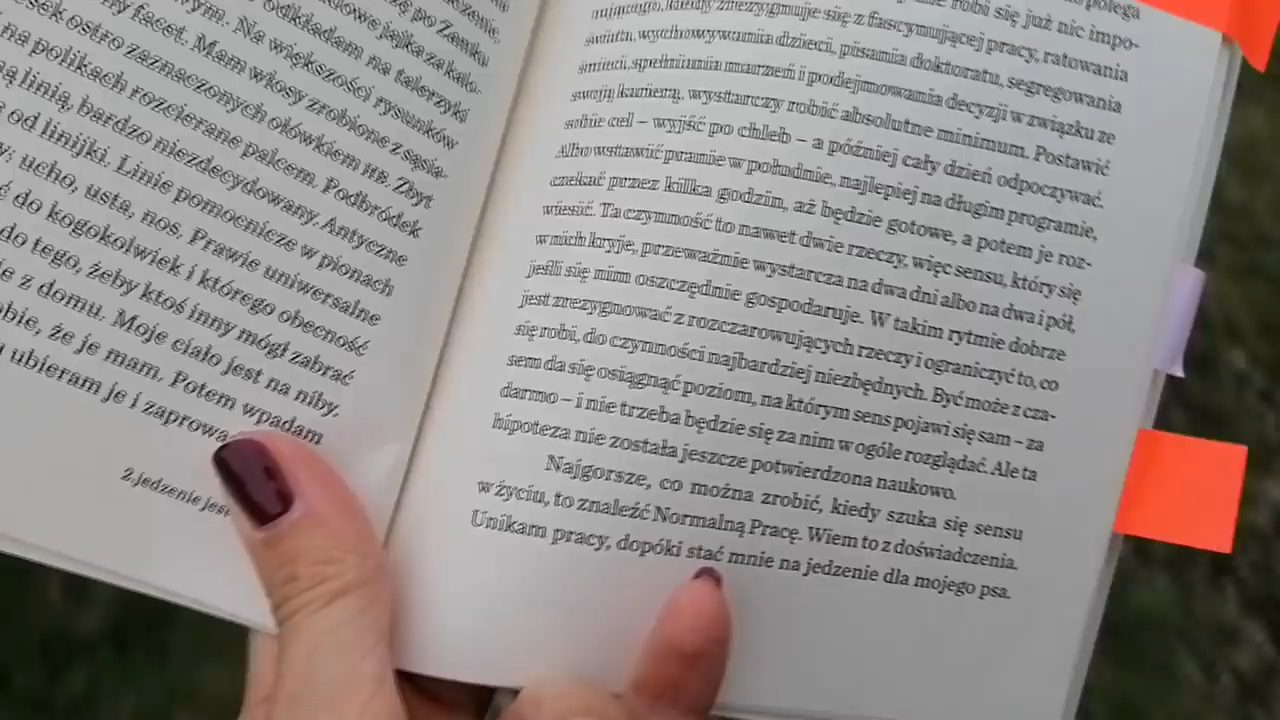 po Zenku
jajka za kilo-
odkładam na talerzyki
wym. Na większości rysunków
facet. Mam włosy zrobione z sąsia-
sek ostro zaznaczonych ołówkiem HB. Zbyt
na polikach rozcierane palcem. Podbródek
linią, bardzo niezdecydowany. Antyczne
od linijki. Linie pomocnicze w pionach
ucho, usta, nos. Prawie uniwersalne
do kogokolwiek i którego obecność
do tego, żeby ktoś inny mógł zabrać
z domu. Moje ciało jest na niby,
że je mam. Potem wpadam
ubieram je i zaprowa
2. jedzenie jest
polega
robi się już nic impo-
nującego, kiedy zrezygnuje się z fascynującej pracy, ratowania
świata, wychowywania dzieci, pisania doktoratu, segregowania
śmieci, spełniania marzeń i podejmowania decyzji w związku ze
swoją karierą, wystarczy robić absolutne minimum. Postawić
sobie cel – wyjść po chleb – a później cały dzień odpoczywać.
Albo wstawić pranie w południe, najlepiej na długim programie,
czekać przez kilka godzin, aż będzie gotowe, a potem je roz-
wiesić. Ta czynność to nawet dwie rzeczy, więc sensu, który się
w nich kryje, przeważnie wystarcza na dwa dni albo na dwa i pół,
jeśli się nim oszczędnie gospodaruje. W takim rytmie dobrze
jest zrezygnować z rozczarowujących rzeczy i ograniczyć to, co
się robi, do czynności najbardziej niezbędnych. Być może z cza-
sem da się osiągnąć poziom, na którym sens pojawi się sam – za
darmo – i nie trzeba będzie się za nim w ogóle rozglądać. Ale ta
hipoteza nie została jeszcze potwierdzona naukowo.
Najgorsze, co można zrobić, kiedy szuka się sensu
w życiu, to znaleźć Normalną Pracę. Wiem to z doświadczenia.
Unikam pracy, dopóki stać mnie na jedzenie dla mojego psa.